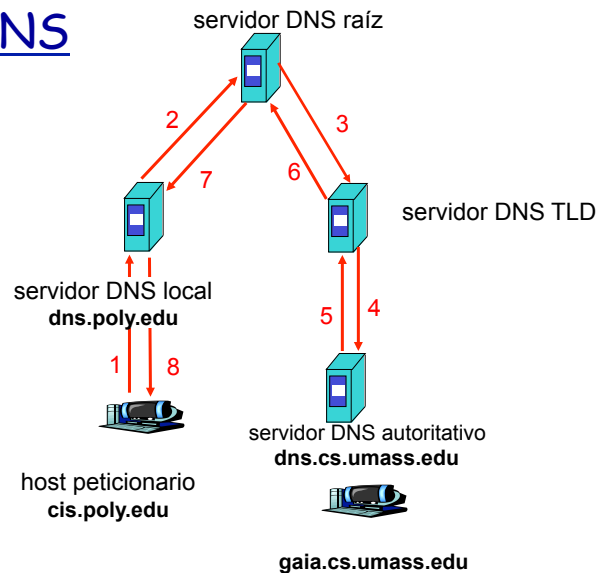 NS
servidor DNS raíz
2
3
7
6
servidor DNS TLD
servidor DNS local
dns.poly.edu
5
4
1
8
servidor DNS autoritativo
dns.cs.umass.edu
host peticionario
cis.poly.edu
gaia.cs.umass.edu